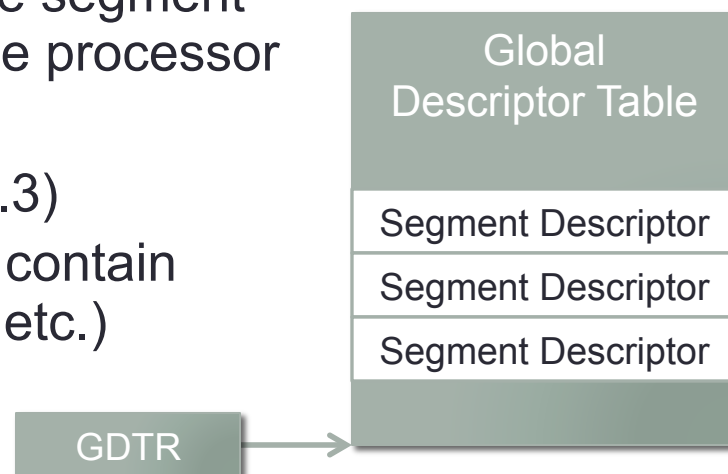 e segment
e processor
.3)
contain
etc.)
Global
Descriptor Table
Segment Descriptor
Segment Descriptor
Segment Descriptor
GDTR